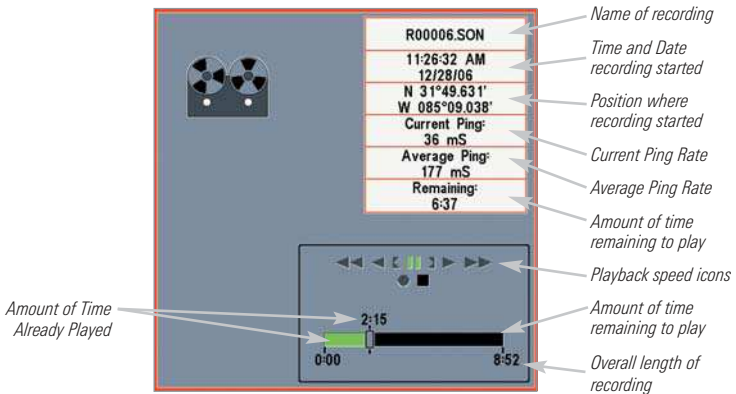 R00006.SON
11:26:32 AM
12/28/06
N 31°49.631'
W 085°09.038'
Current Ping:
36 mS
Average Ping:
177 mS
Remaining:
6:37
2:15
0:00
8:52
Name of recording
Time and Date
recording started
Position where
recording started
Current Ping Rate
Average Ping Rate
Amount of time
remaining to play
Playback speed icons
Amount of time
remaining to play
Overall length of
recording
Amount of Time
Already Played